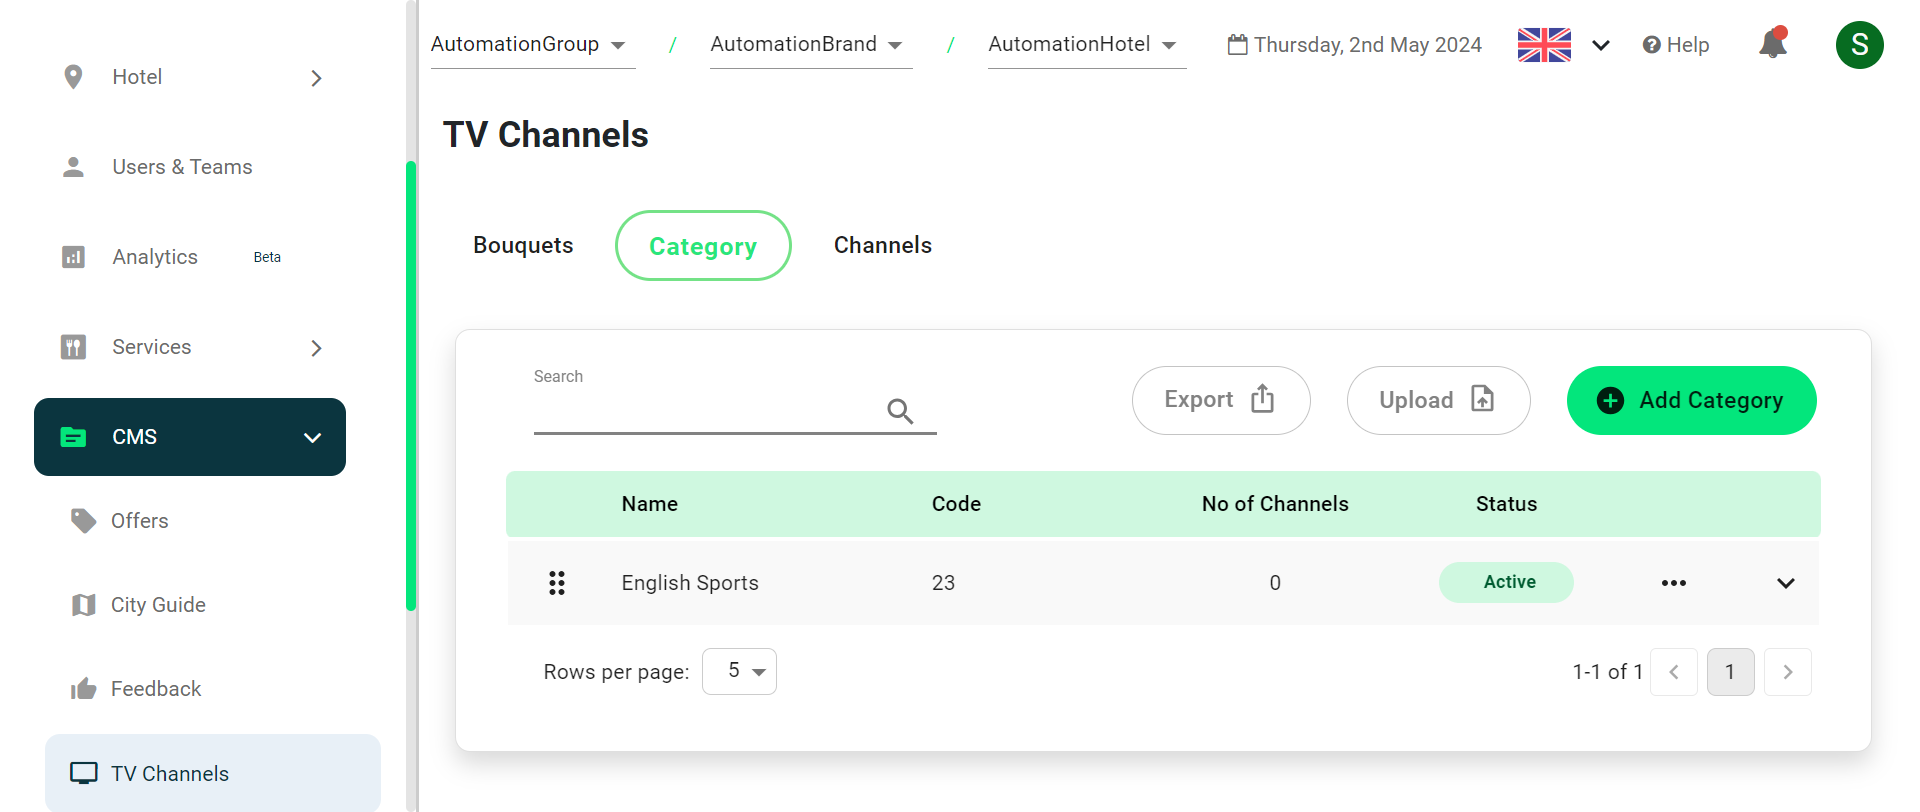 AutomationGroup / AutomationBrand / AutomationHotel Thursday, 2nd May 2024 Help S
Hotel
Users & Teams
Analytics Beta
Services
CMS
Offers
City Guide
Feedback
TV Channels
TV Channels
Bouquets Category Channels
Search
Export Upload Add Category
Name Code No of Channels Status
English Sports 23 0 Active
Rows per page: 5 1-1 of 1 1